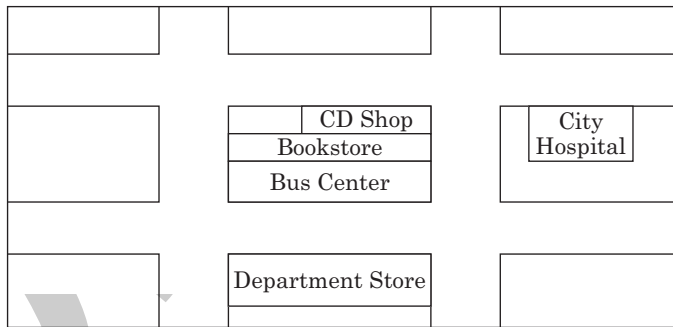 CD Shop
Bookstore
Bus Center
City
Hospital
Department Store